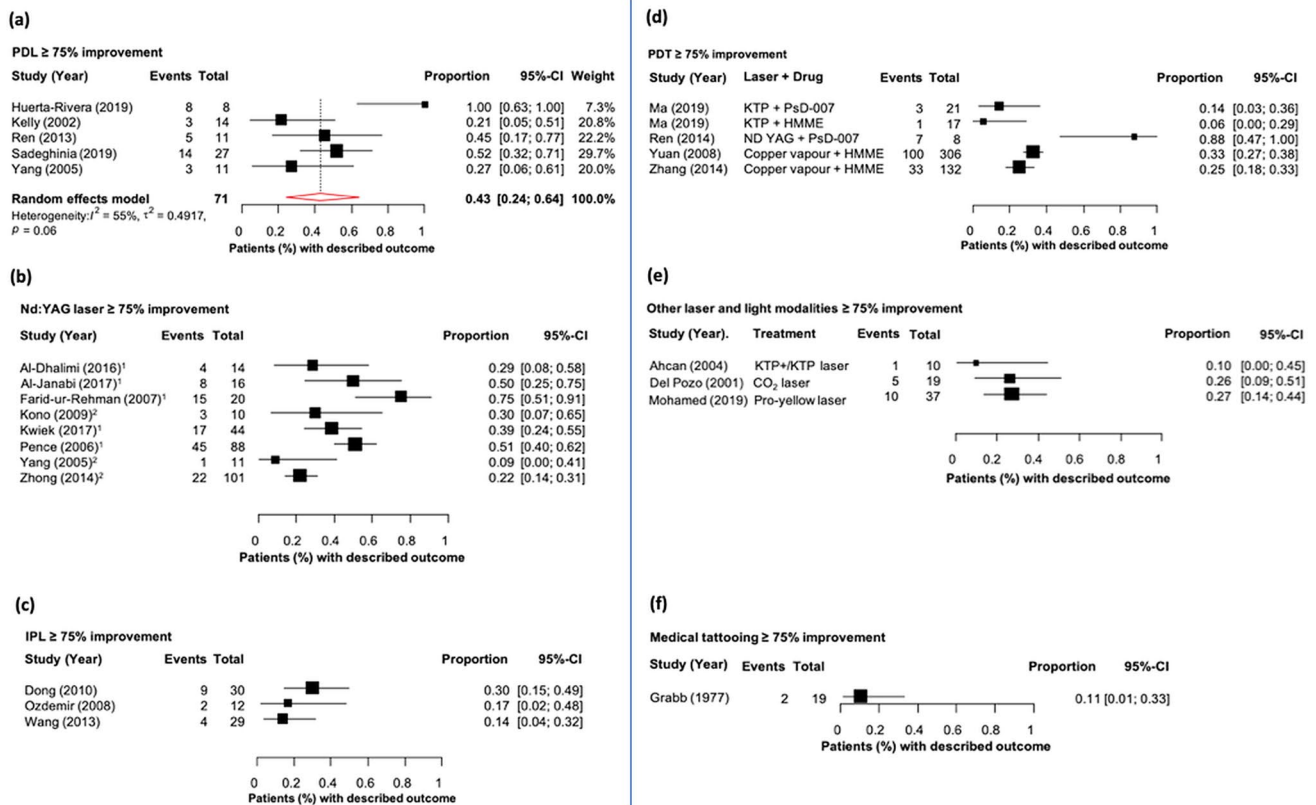 (a)
PDL ≥ 75% improvement
Study (Year) Events Total Proportion 95%-CI Weight
Huerta-Rivera (2019) 8 8 1.00 [0.63; 1.00] 7.3%
Kelly (2002) 3 14 0.21 [0.05; 0.51] 20.8%
Ren (2013) 5 11 0.45 [0.17; 0.77] 22.2%
Sadeghinia (2019) 14 27 0.52 [0.32; 0.71] 29.7%
Yang (2005) 3 11 0.27 [0.06; 0.61] 20.0%
Random effects model 71 0.43 [0.24; 0.64] 100.0%
Heterogeneity: I² = 55%, τ² = 0.4917,
p = 0.06
0 0.2 0.4 0.6 0.8 1
Patients (%) with described outcome
(b)
Nd:YAG laser ≥ 75% improvement
Study (Year) Events Total Proportion 95%-CI
Al-Dhalimi (2016)¹ 4 14 0.29 [0.08; 0.58]
Al-Janabi (2017)¹ 8 16 0.50 [0.25; 0.75]
Farid-ur-Rehman (2007)¹ 15 20 0.75 [0.51; 0.91]
Kono (2009)² 3 10 0.30 [0.07; 0.65]
Kwiek (2017)¹ 17 44 0.39 [0.24; 0.55]
Pence (2006)¹ 45 88 0.51 [0.40; 0.62]
Yang (2005)² 1 11 0.09 [0.00; 0.41]
Zhong (2014)² 22 101 0.22 [0.14; 0.31]
0 0.2 0.4 0.6 0.8 1
Patients (%) with described outcome
(c)
IPL ≥ 75% improvement
Study (Year) Events Total Proportion 95%-CI
Dong (2010) 9 30 0.30 [0.15; 0.49]
Ozdemir (2008) 2 12 0.17 [0.02; 0.48]
Wang (2013) 4 29 0.14 [0.04; 0.32]
0 0.2 0.4 0.6 0.8 1
Patients (%) with described outcome
(d)
PDT ≥ 75% improvement
Study (Year) Laser + Drug Events Total Proportion 95%-CI
Ma (2019) KTP + PsD-007 3 21 0.14 [0.03; 0.36]
Ma (2019) KTP + HMME 1 17 0.06 [0.00; 0.29]
Ren (2014) ND YAG + PsD-007 7 8 0.88 [0.47; 1.00]
Yuan (2008) Copper vapour + HMME 100 306 0.33 [0.27; 0.38]
Zhang (2014) Copper vapour + HMME 33 132 0.25 [0.18; 0.33]
0 0.2 0.4 0.6 0.8 1
Patients (%) with described outcome
(e)
Other laser and light modalities ≥ 75% improvement
Study (Year). Treatment Events Total Proportion 95%-CI
Ahcan (2004) KTP+/KTP laser 1 10 0.10 [0.00; 0.45]
Del Pozo (2001) CO₂ laser 5 19 0.26 [0.09; 0.51]
Mohamed (2019) Pro-yellow laser 10 37 0.27 [0.14; 0.44]
0 0.2 0.4 0.6 0.8 1
Patients (%) with described outcome
(f)
Medical tattooing ≥ 75% improvement
Study (Year) Events Total Proportion 95%-CI
Grabb (1977) 2 19 0.11 [0.01; 0.33]
0 0.2 0.4 0.6 0.8 1
Patients (%) with described outcome